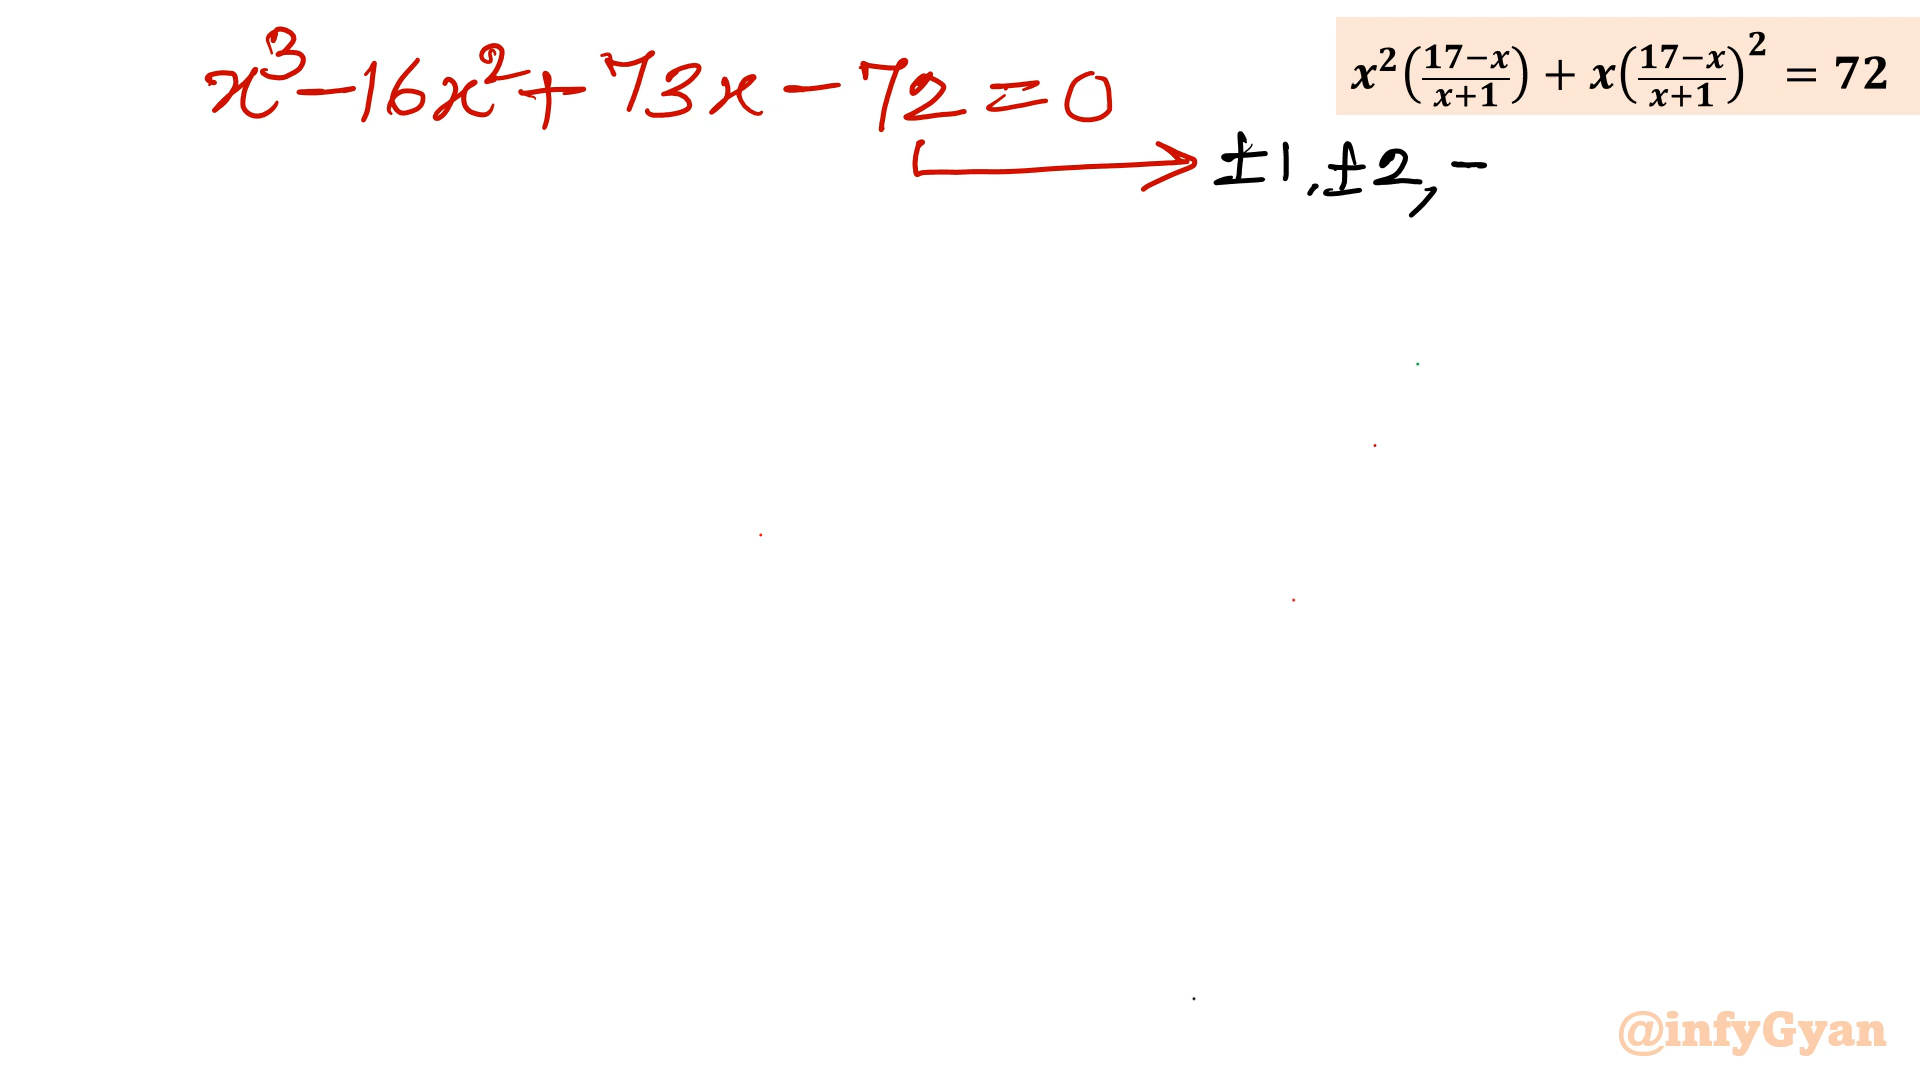 x³-16x²+73x-72=0
x²((17-x)/(x+1)) + x((17-x)/(x+1))² = 72
±1, ±2, -
@infyGyan